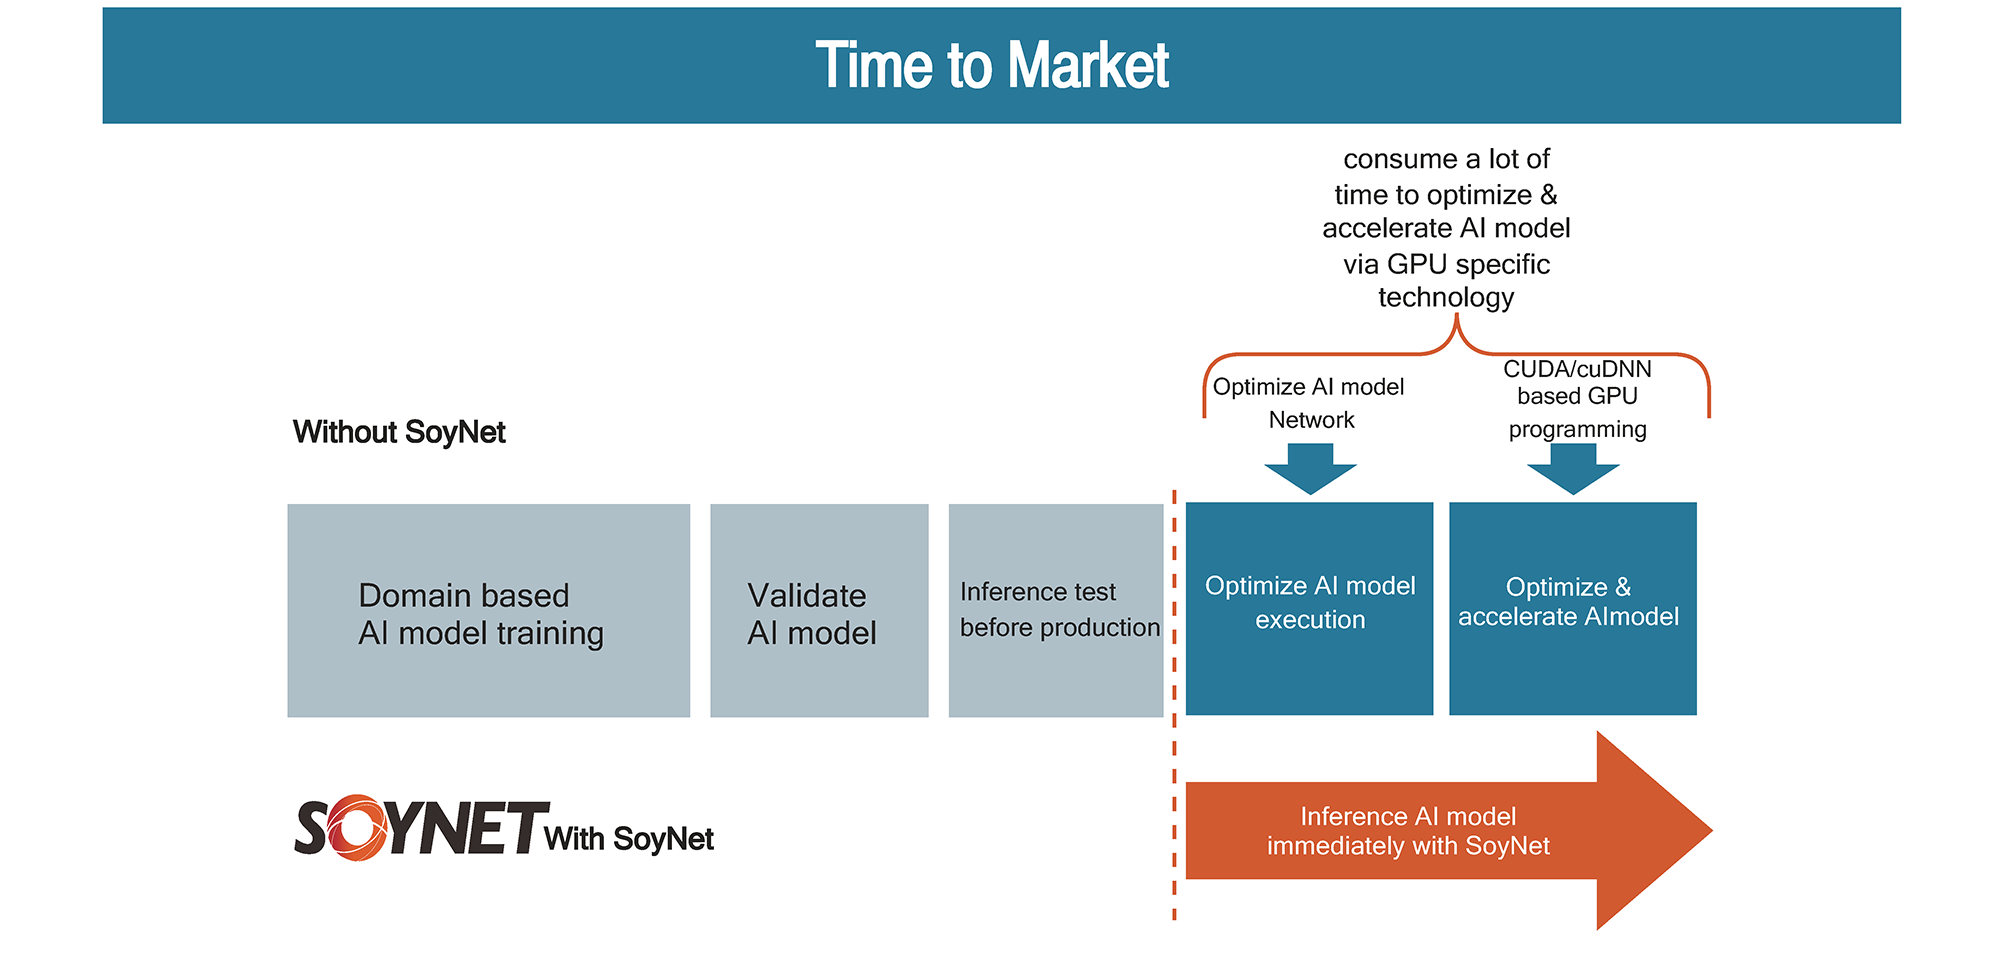 Time to Market
consume a lot of
time to optimize &
accelerate AI model
via GPU specific
technology
Optimize AI model
Network
CUDA/cuDNN
based GPU
programming
Without SoyNet
Domain based
AI model training
Validate
AI model
Inference test
before production
Optimize AI model
execution
Optimize &
accelerate AImodel
SOYNET With SoyNet
Inference AI model
immediately with SoyNet